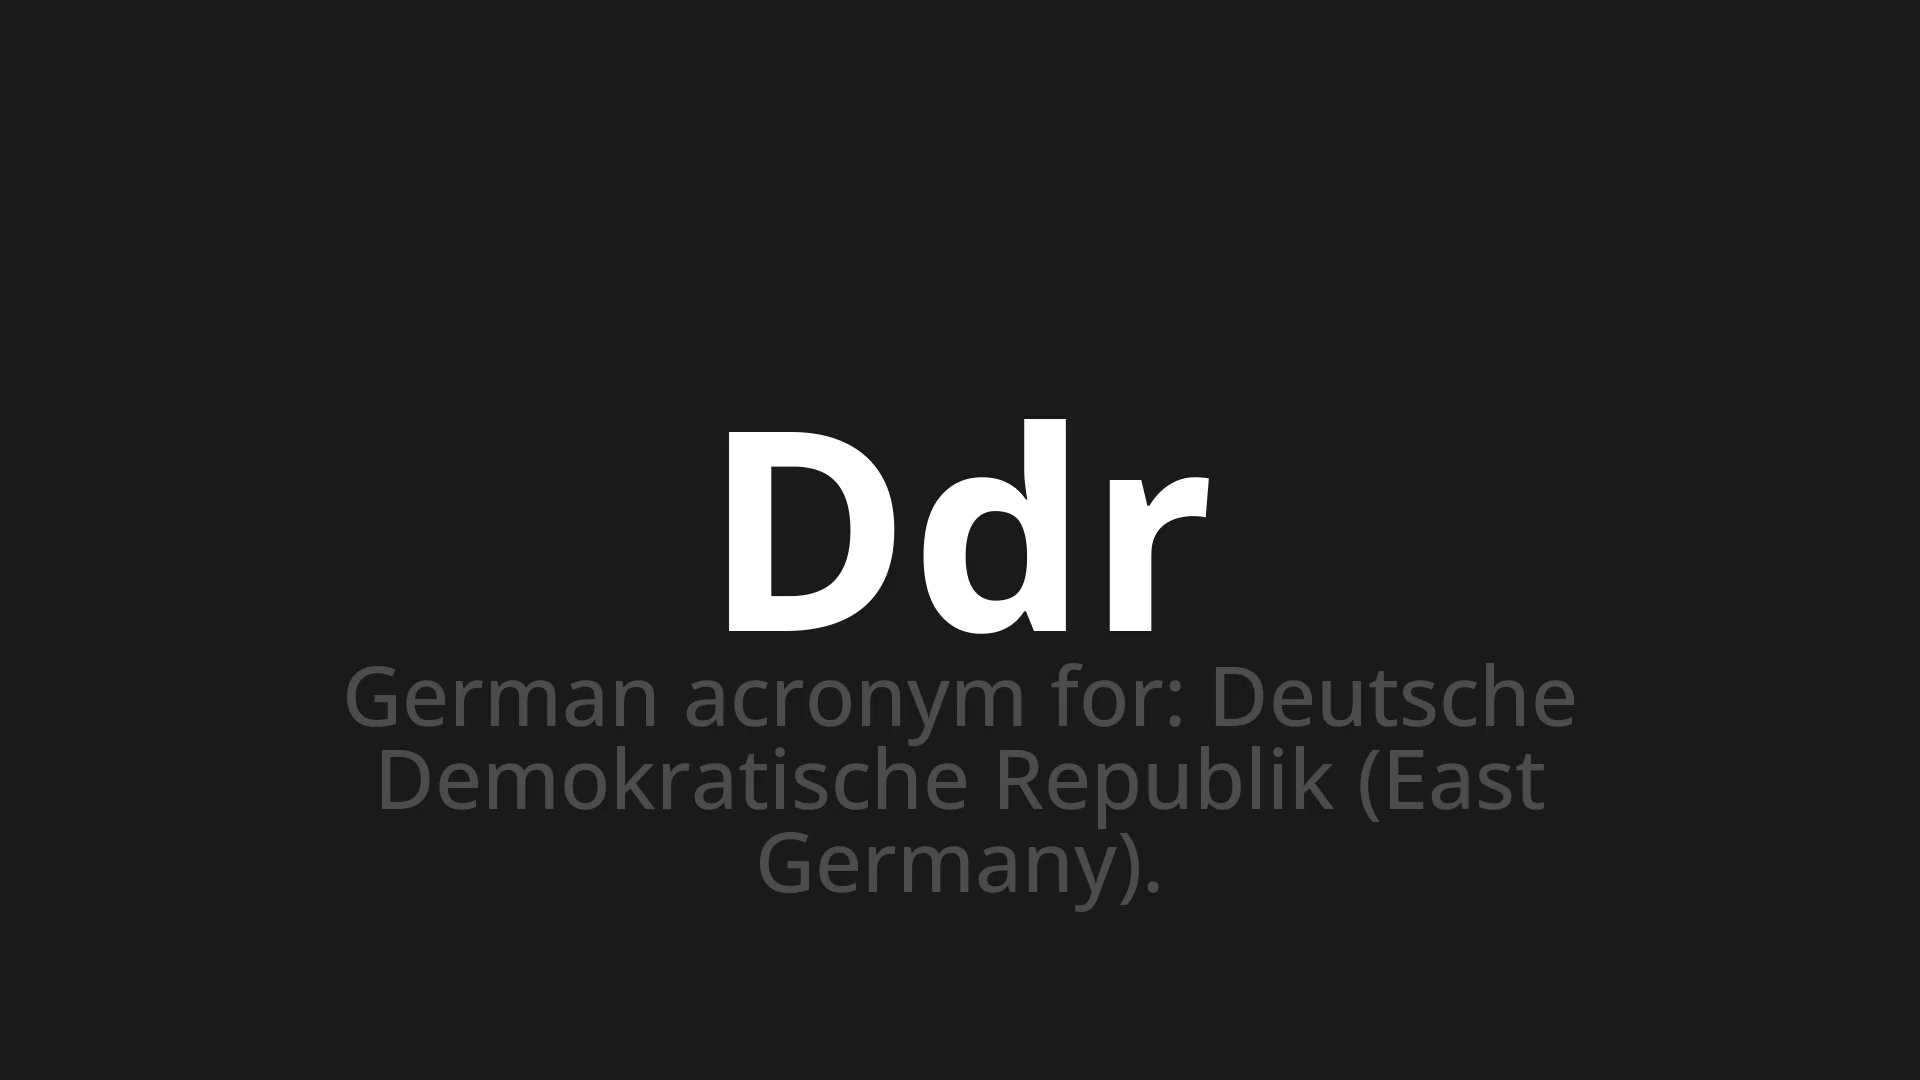 Ddr
German acronym for: Deutsche
Demokratische Republik (East
Germany).